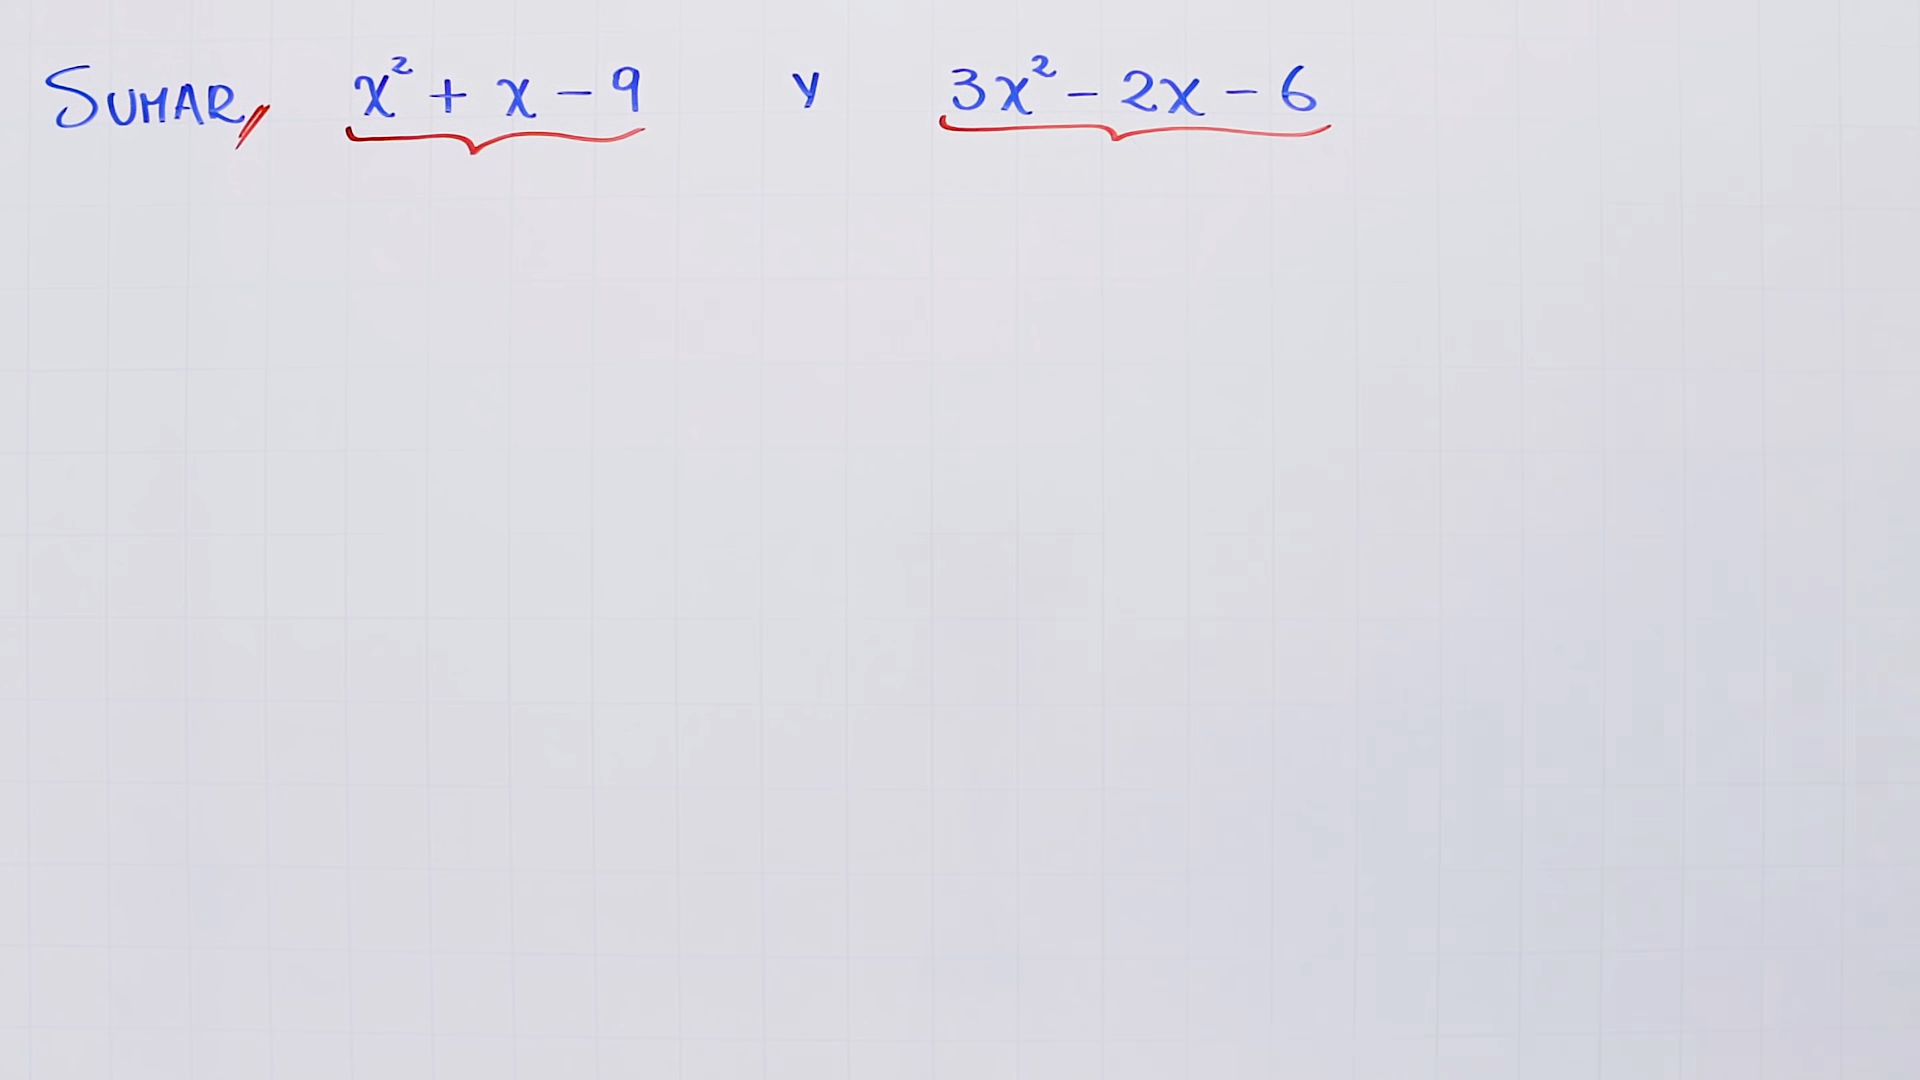 SUMAR, x² + x - 9 y 3x² - 2x - 6